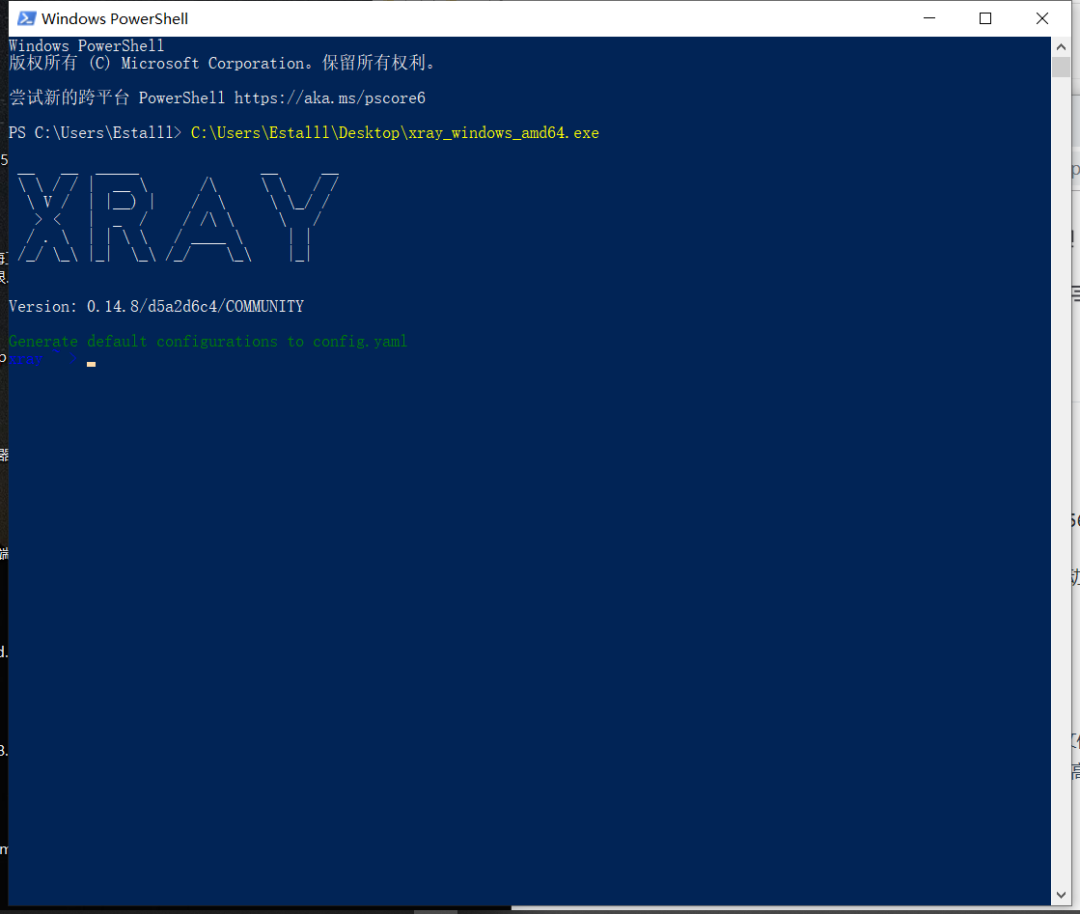 Windows PowerShell
Windows PowerShell
版权所有 (C) Microsoft Corporation。保留所有权利。
尝试新的跨平台 PowerShell https://aka.ms/pscore6
PS C:\Users\Estalll> C:\Users\Estalll\Desktop\xray_windows_amd64.exe
XRAY
Version: 0.14.8/d5a2d6c4/COMMUNITY
Generate default configurations to config.yaml
xray